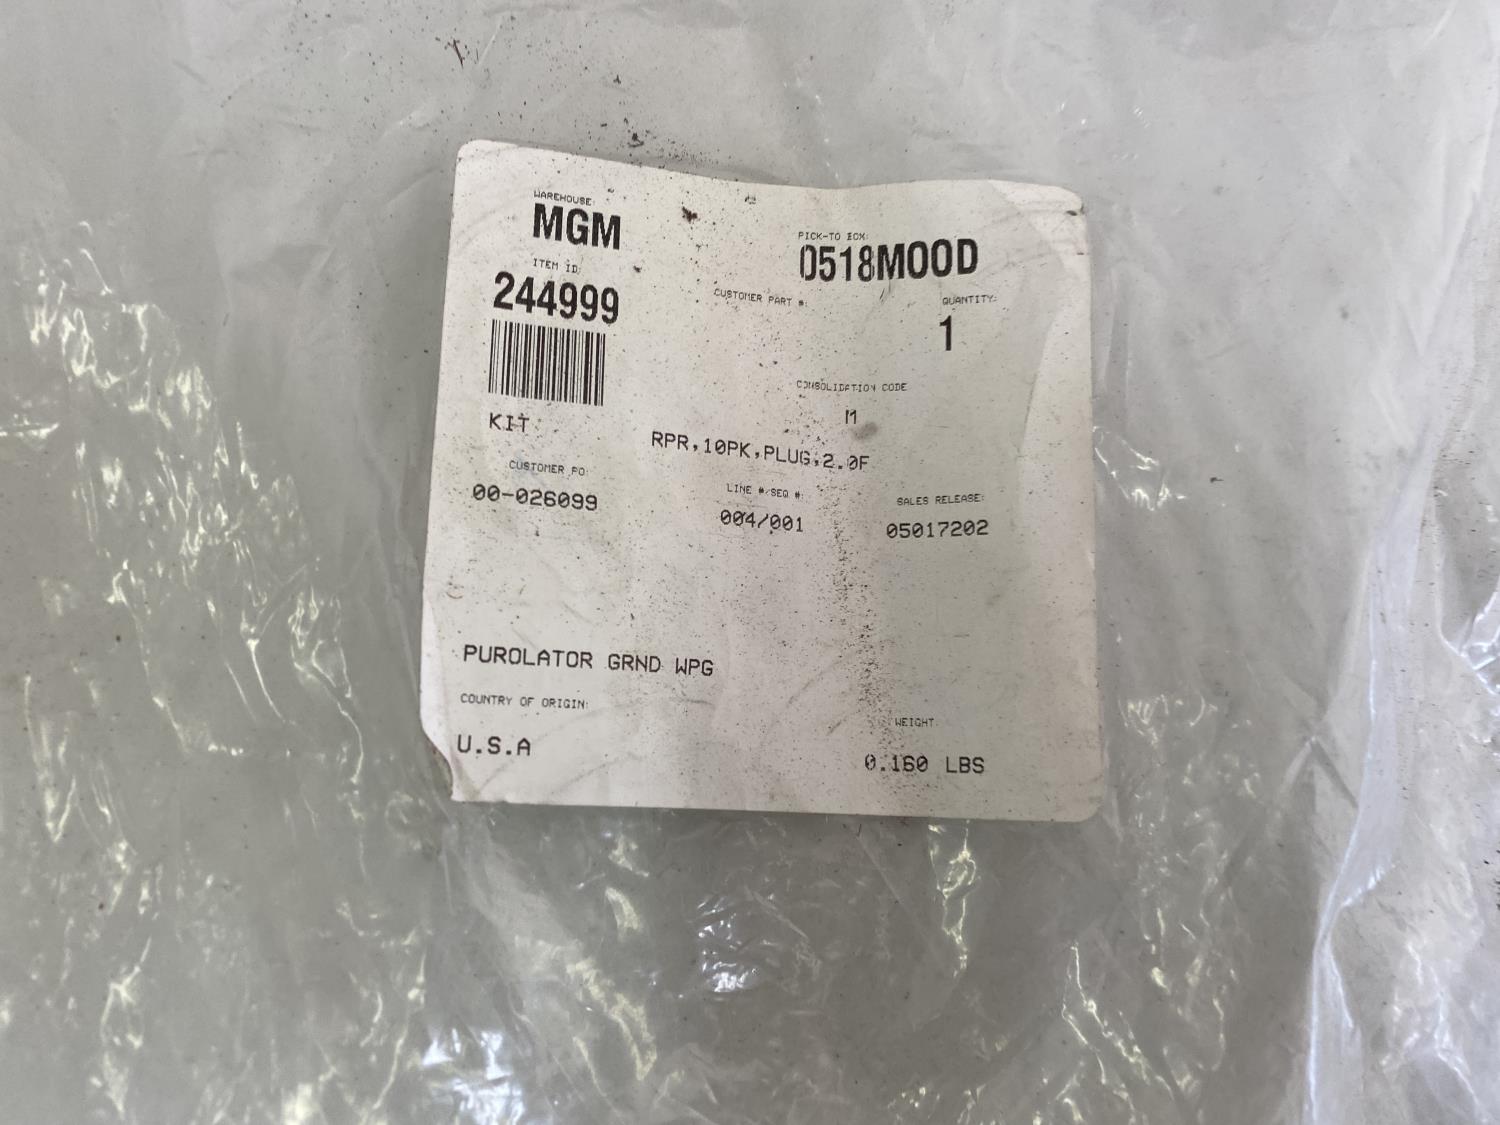 WAREHOUSE:
MGM
PICK-TO BOX:
0518MOOD
ITEM ID:
244999
CUSTOMER PART #:
QUANTITY:
1
CONSOLIDATION CODE
M
KIT
RPR,10PK,PLUG,2.0F
CUSTOMER PO:
00-026099
LINE #/SEQ #:
004/001
SALES RELEASE:
05017202
PUROLATOR GRND WPG
COUNTRY OF ORIGIN:
U.S.A
WEIGHT:
0.160 LBS